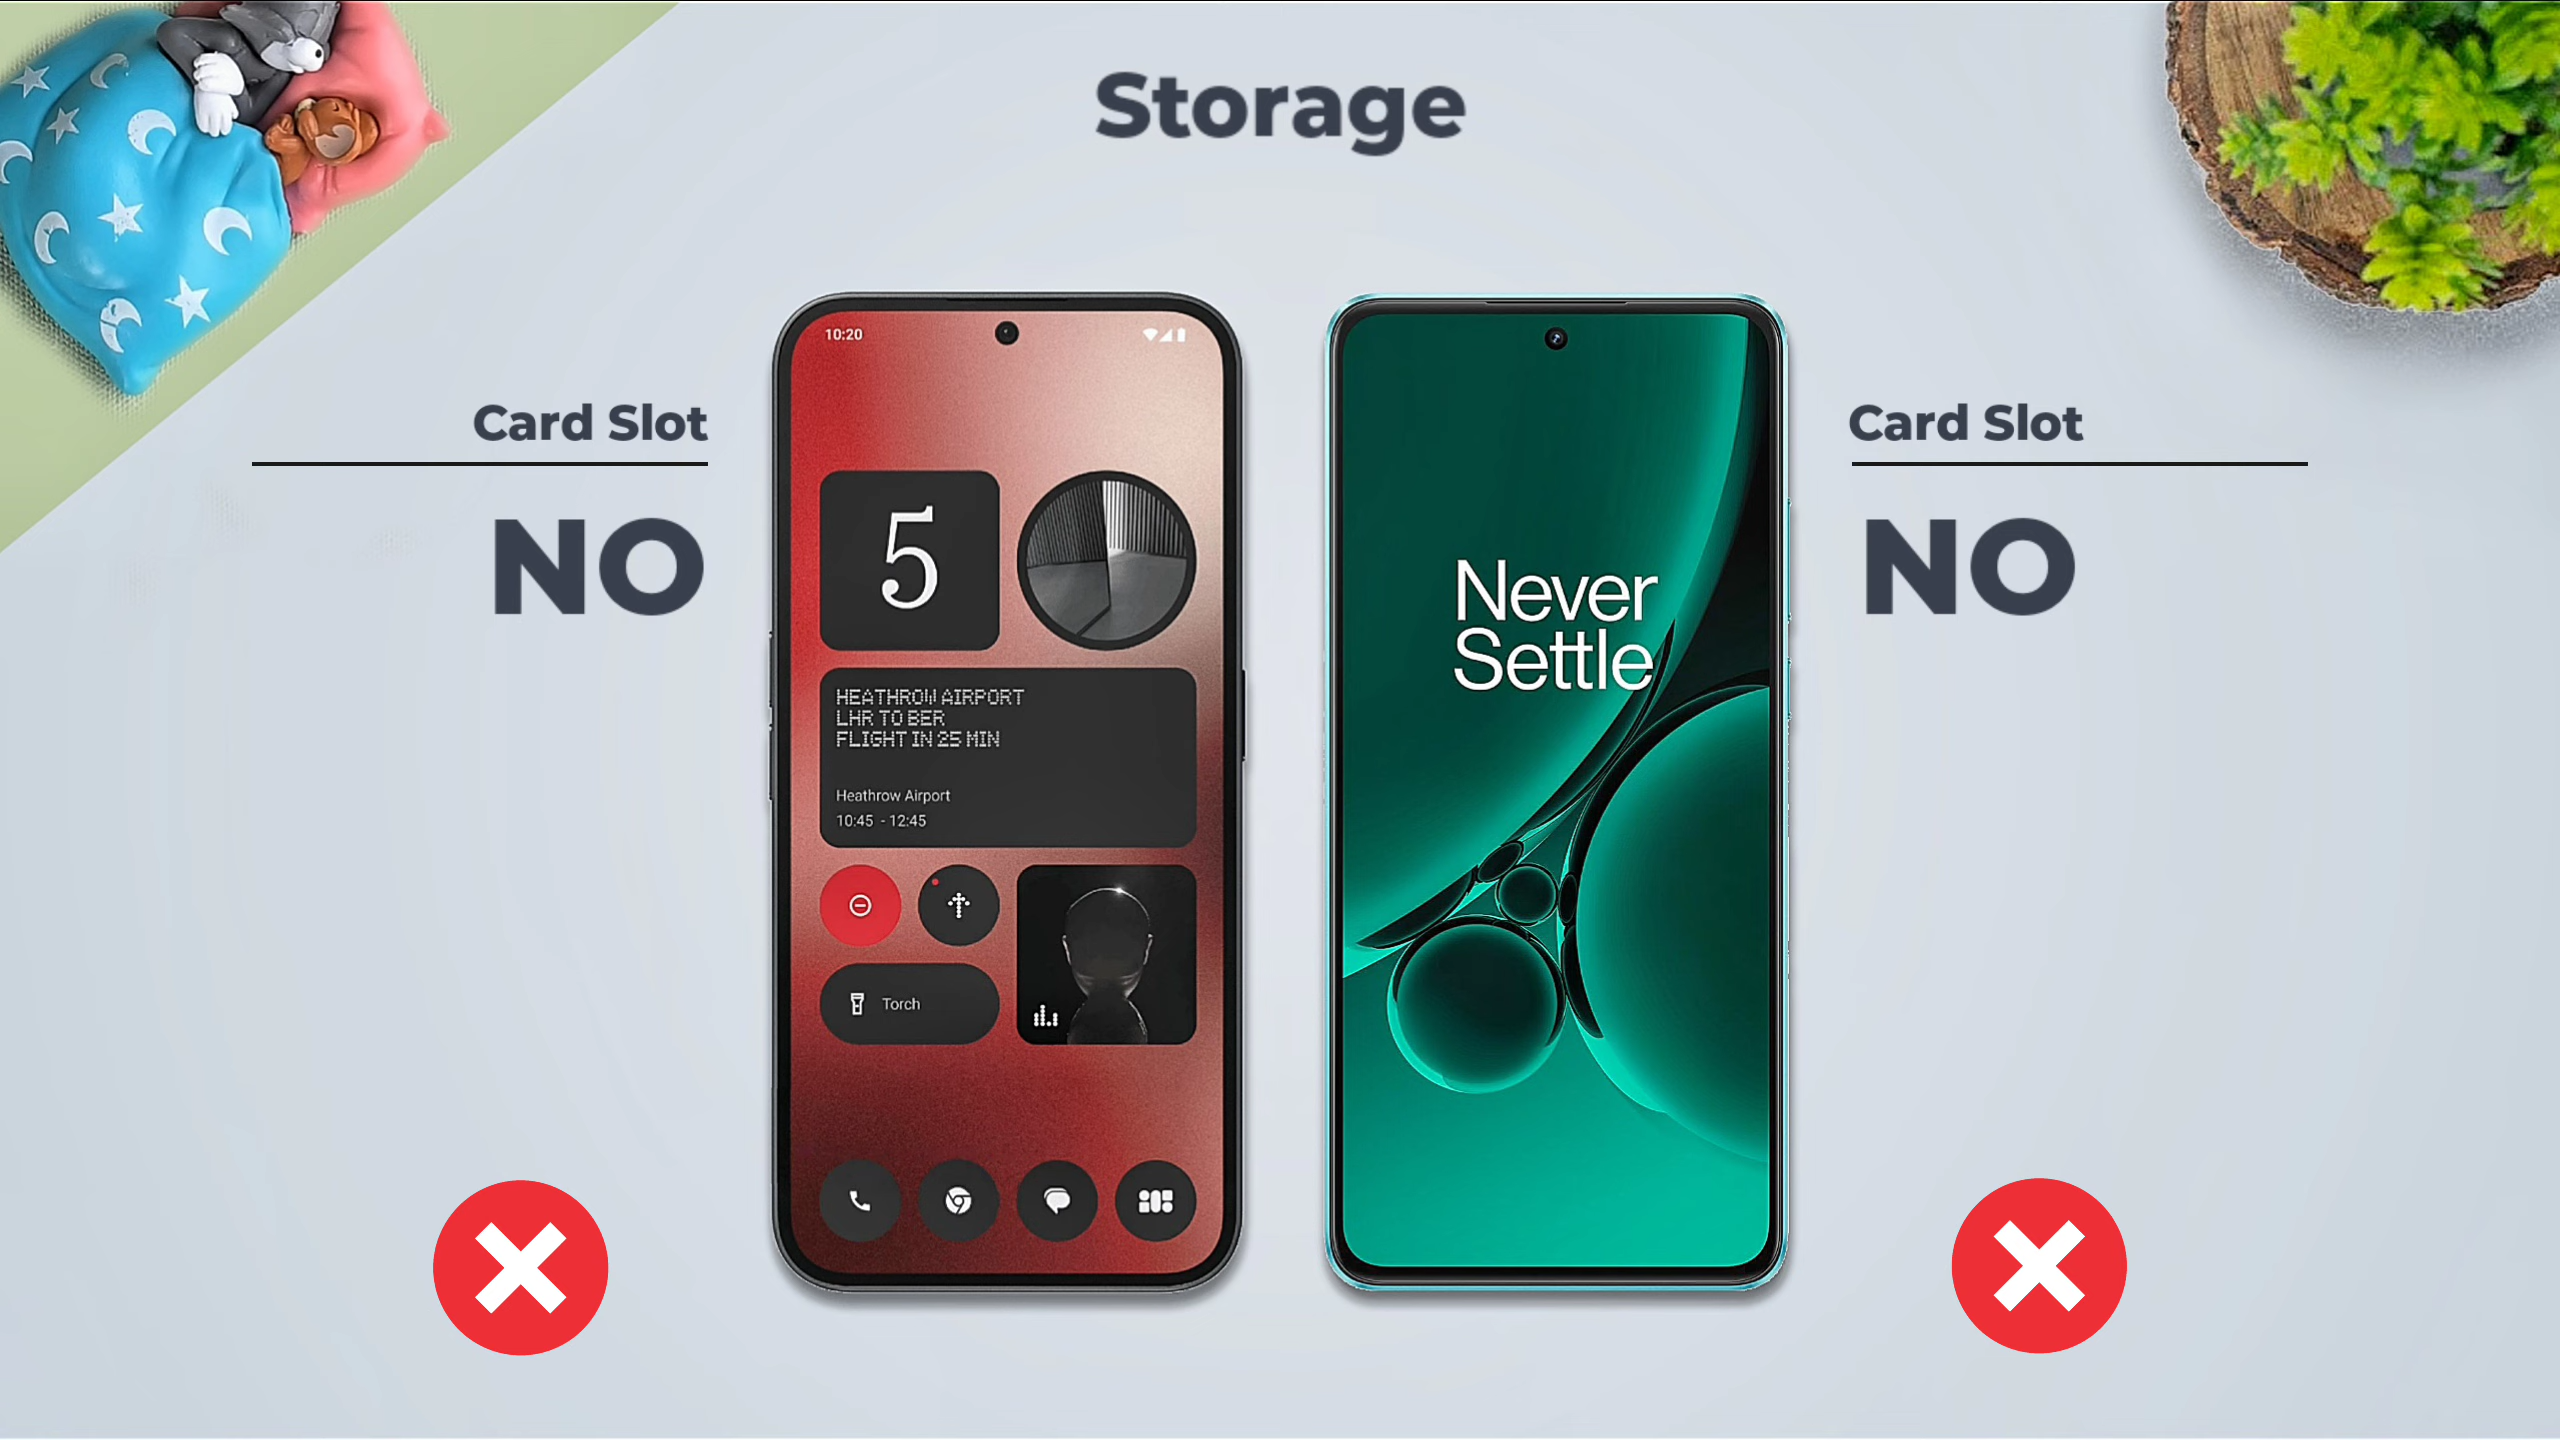 Storage
Card Slot
NO
10:20
5
HEATHROW AIRPORT
LHR TO BER
FLIGHT IN 25 MIN
Heathrow Airport
10:45 - 12:45
Torch
Never
Settle
Card Slot
NO